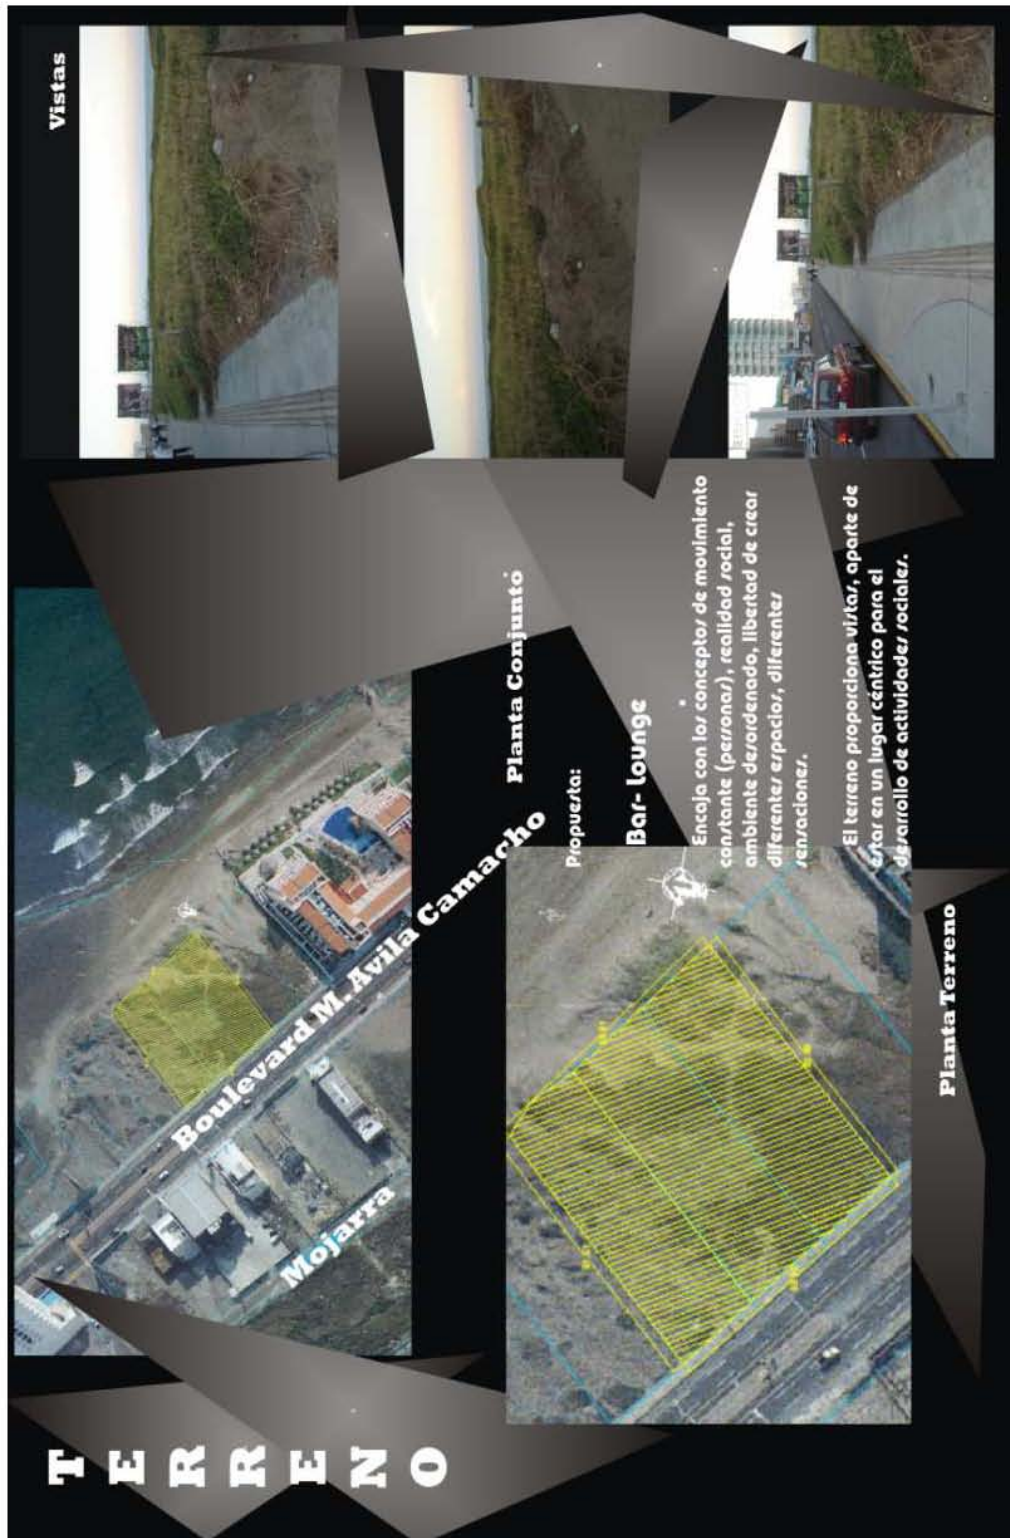 TERRENO
Boulevard M. Avila Camacho
Mojarra
Planta Conjunto
Vistas
Propuesta:
Bar- Lounge
Encaja con los conceptos de movimiento
constante (personas), realidad social,
ambiente desordenado, libertad de crear
diferentes espacios, diferentes
sensaciones.
El terreno proporciona vistas, aparte de
estar en un lugar céntrico para el
desarrollo de actividades sociales.
Planta Terreno